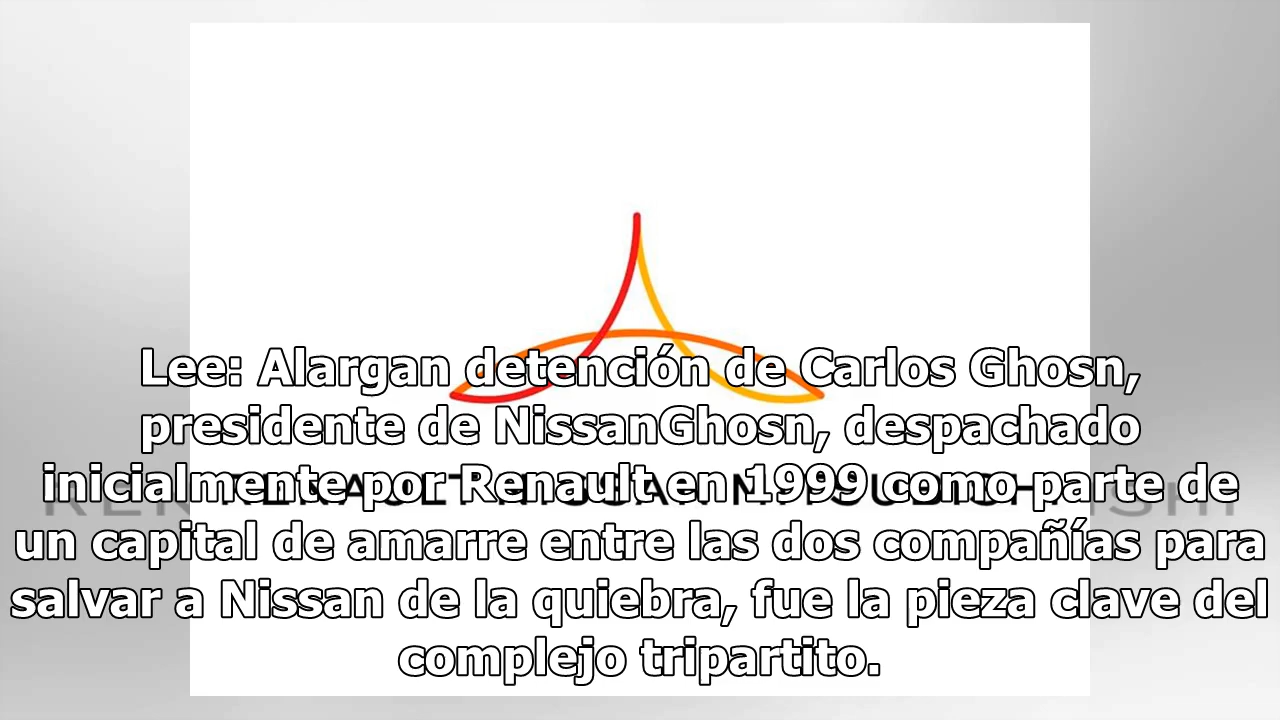 Lee: Alargan detención de Carlos Ghosn,
presidente de NissanGhosn, despachado
inicialmente por Renault en 1999 como parte de
un capital de amarre entre las dos compañías para
salvar a Nissan de la quiebra, fue la pieza clave del
complejo tripartito.